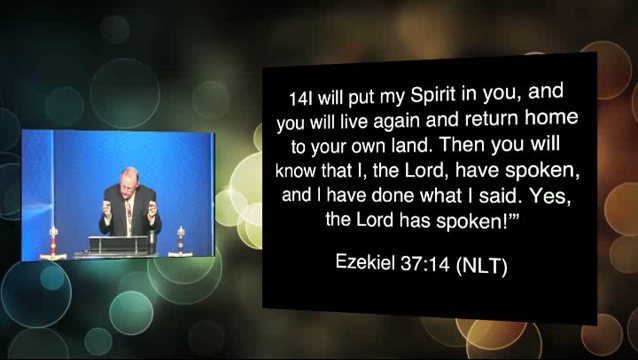 14I will put my Spirit in you, and
you will live again and return home
to your own land. Then you will
know that I, the Lord, have spoken,
and I have done what I said. Yes,
the Lord has spoken!’”
Ezekiel 37:14 (NLT)